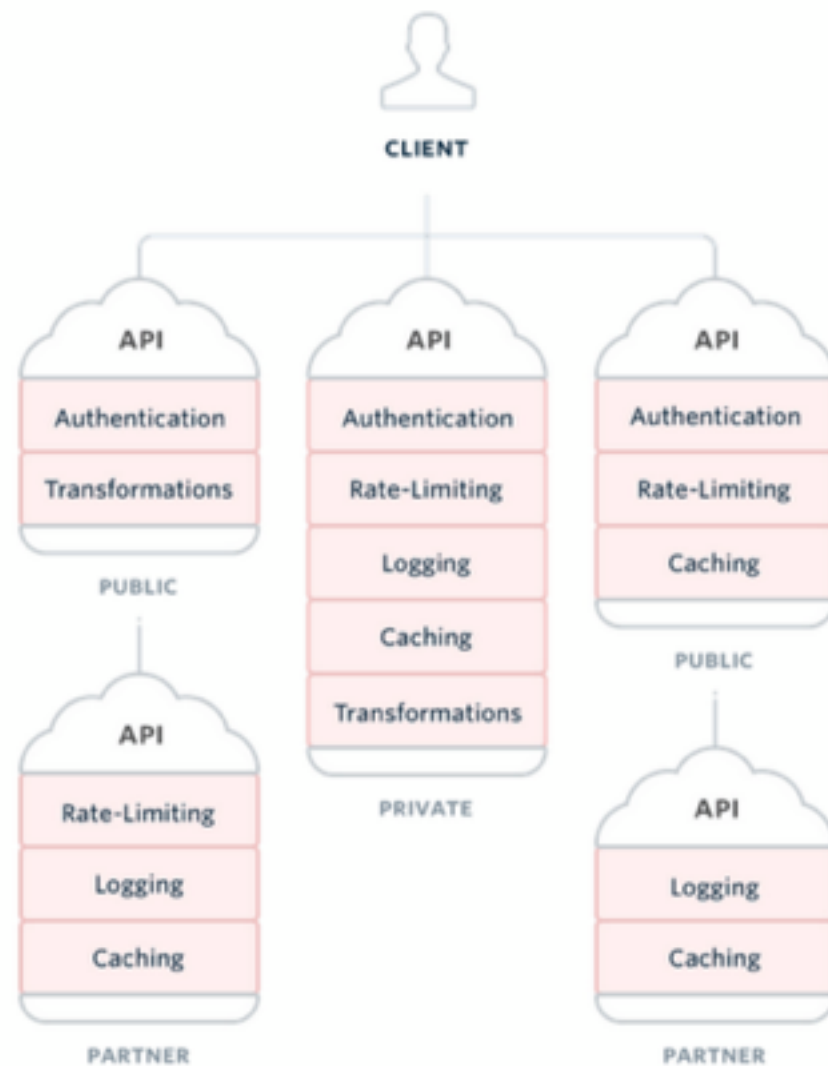 CLIENT
API
Authentication
Transformations
PUBLIC
API
Rate-Limiting
Logging
Caching
PARTNER
API
Authentication
Rate-Limiting
Logging
Caching
Transformations
PRIVATE
API
Authentication
Rate-Limiting
Caching
PUBLIC
API
Logging
Caching
PARTNER